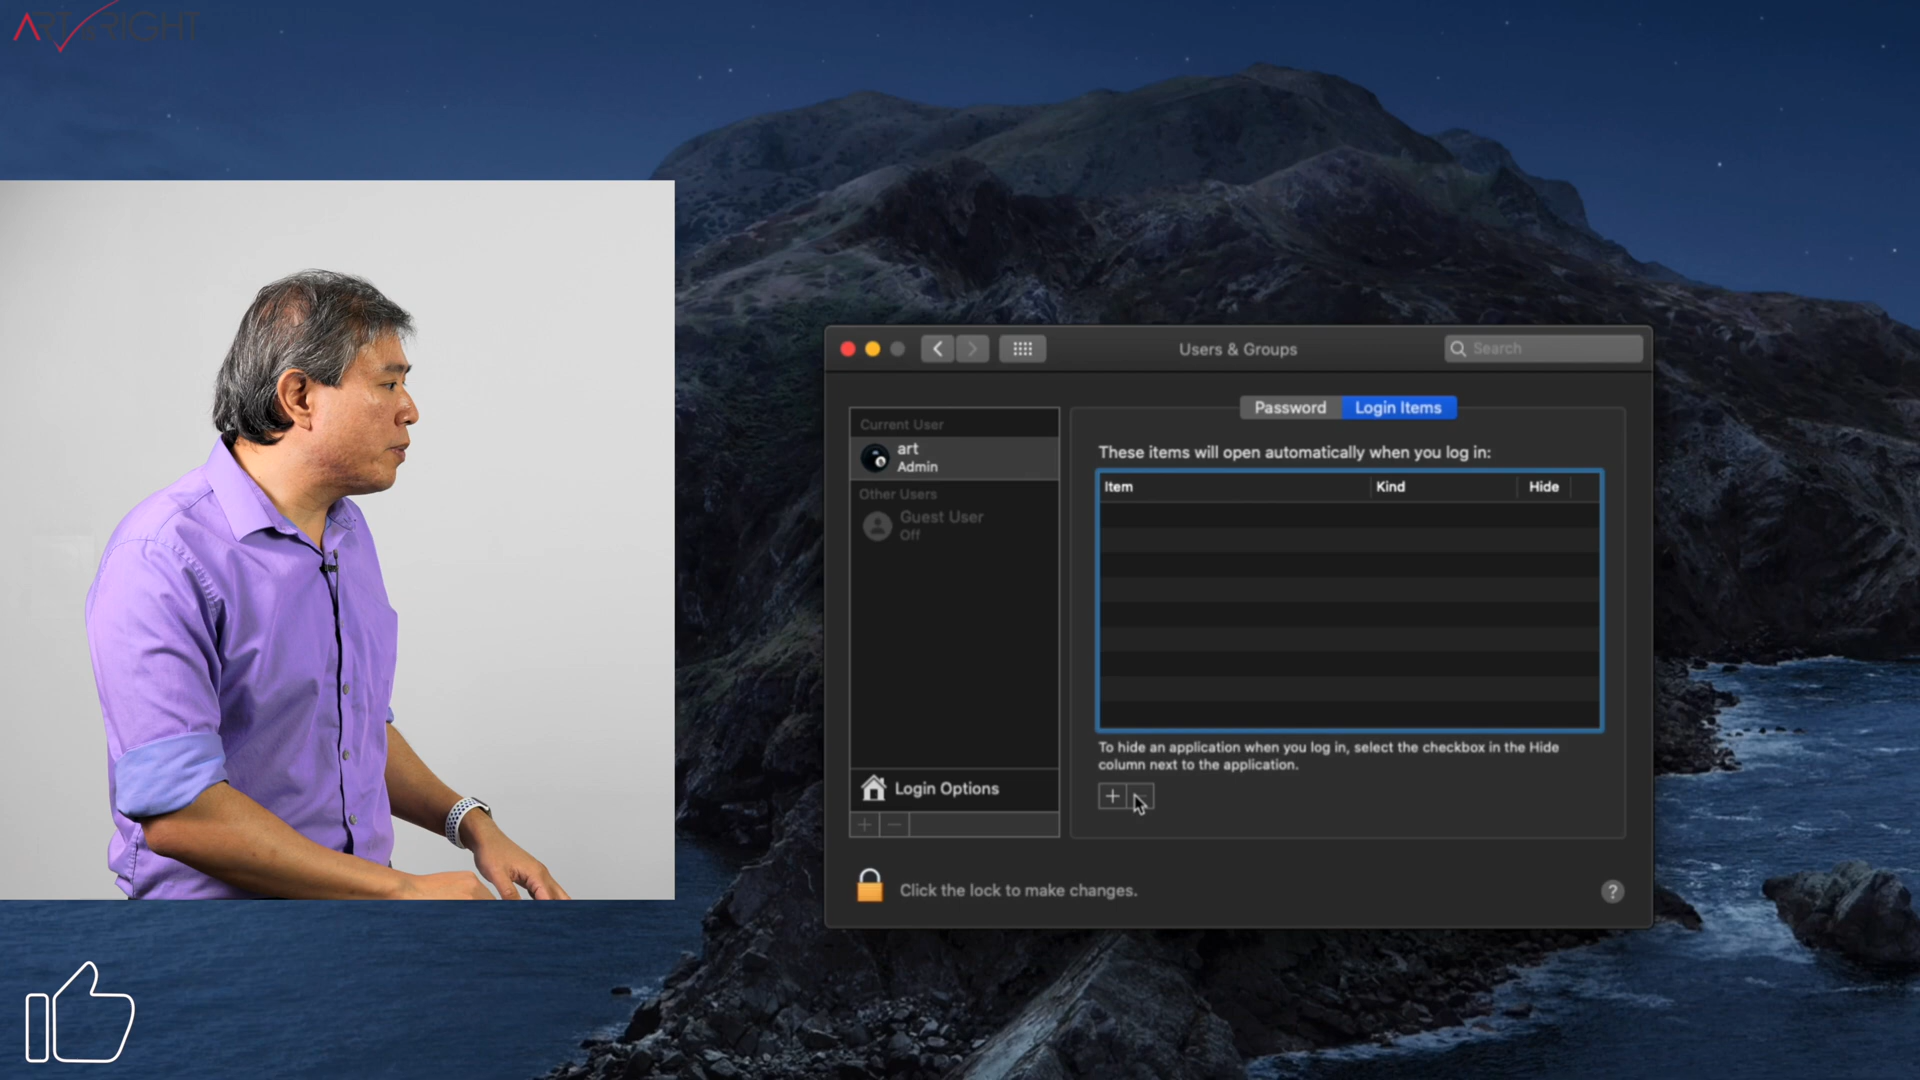 ART IS RIGHT
Users & Groups
Search
Password
Login Items
Current User
art
Admin
Other Users
Guest User
Off
These items will open automatically when you log in:
Item Kind Hide
To hide an application when you log in, select the checkbox in the Hide
column next to the application.
Login Options
Click the lock to make changes.
?